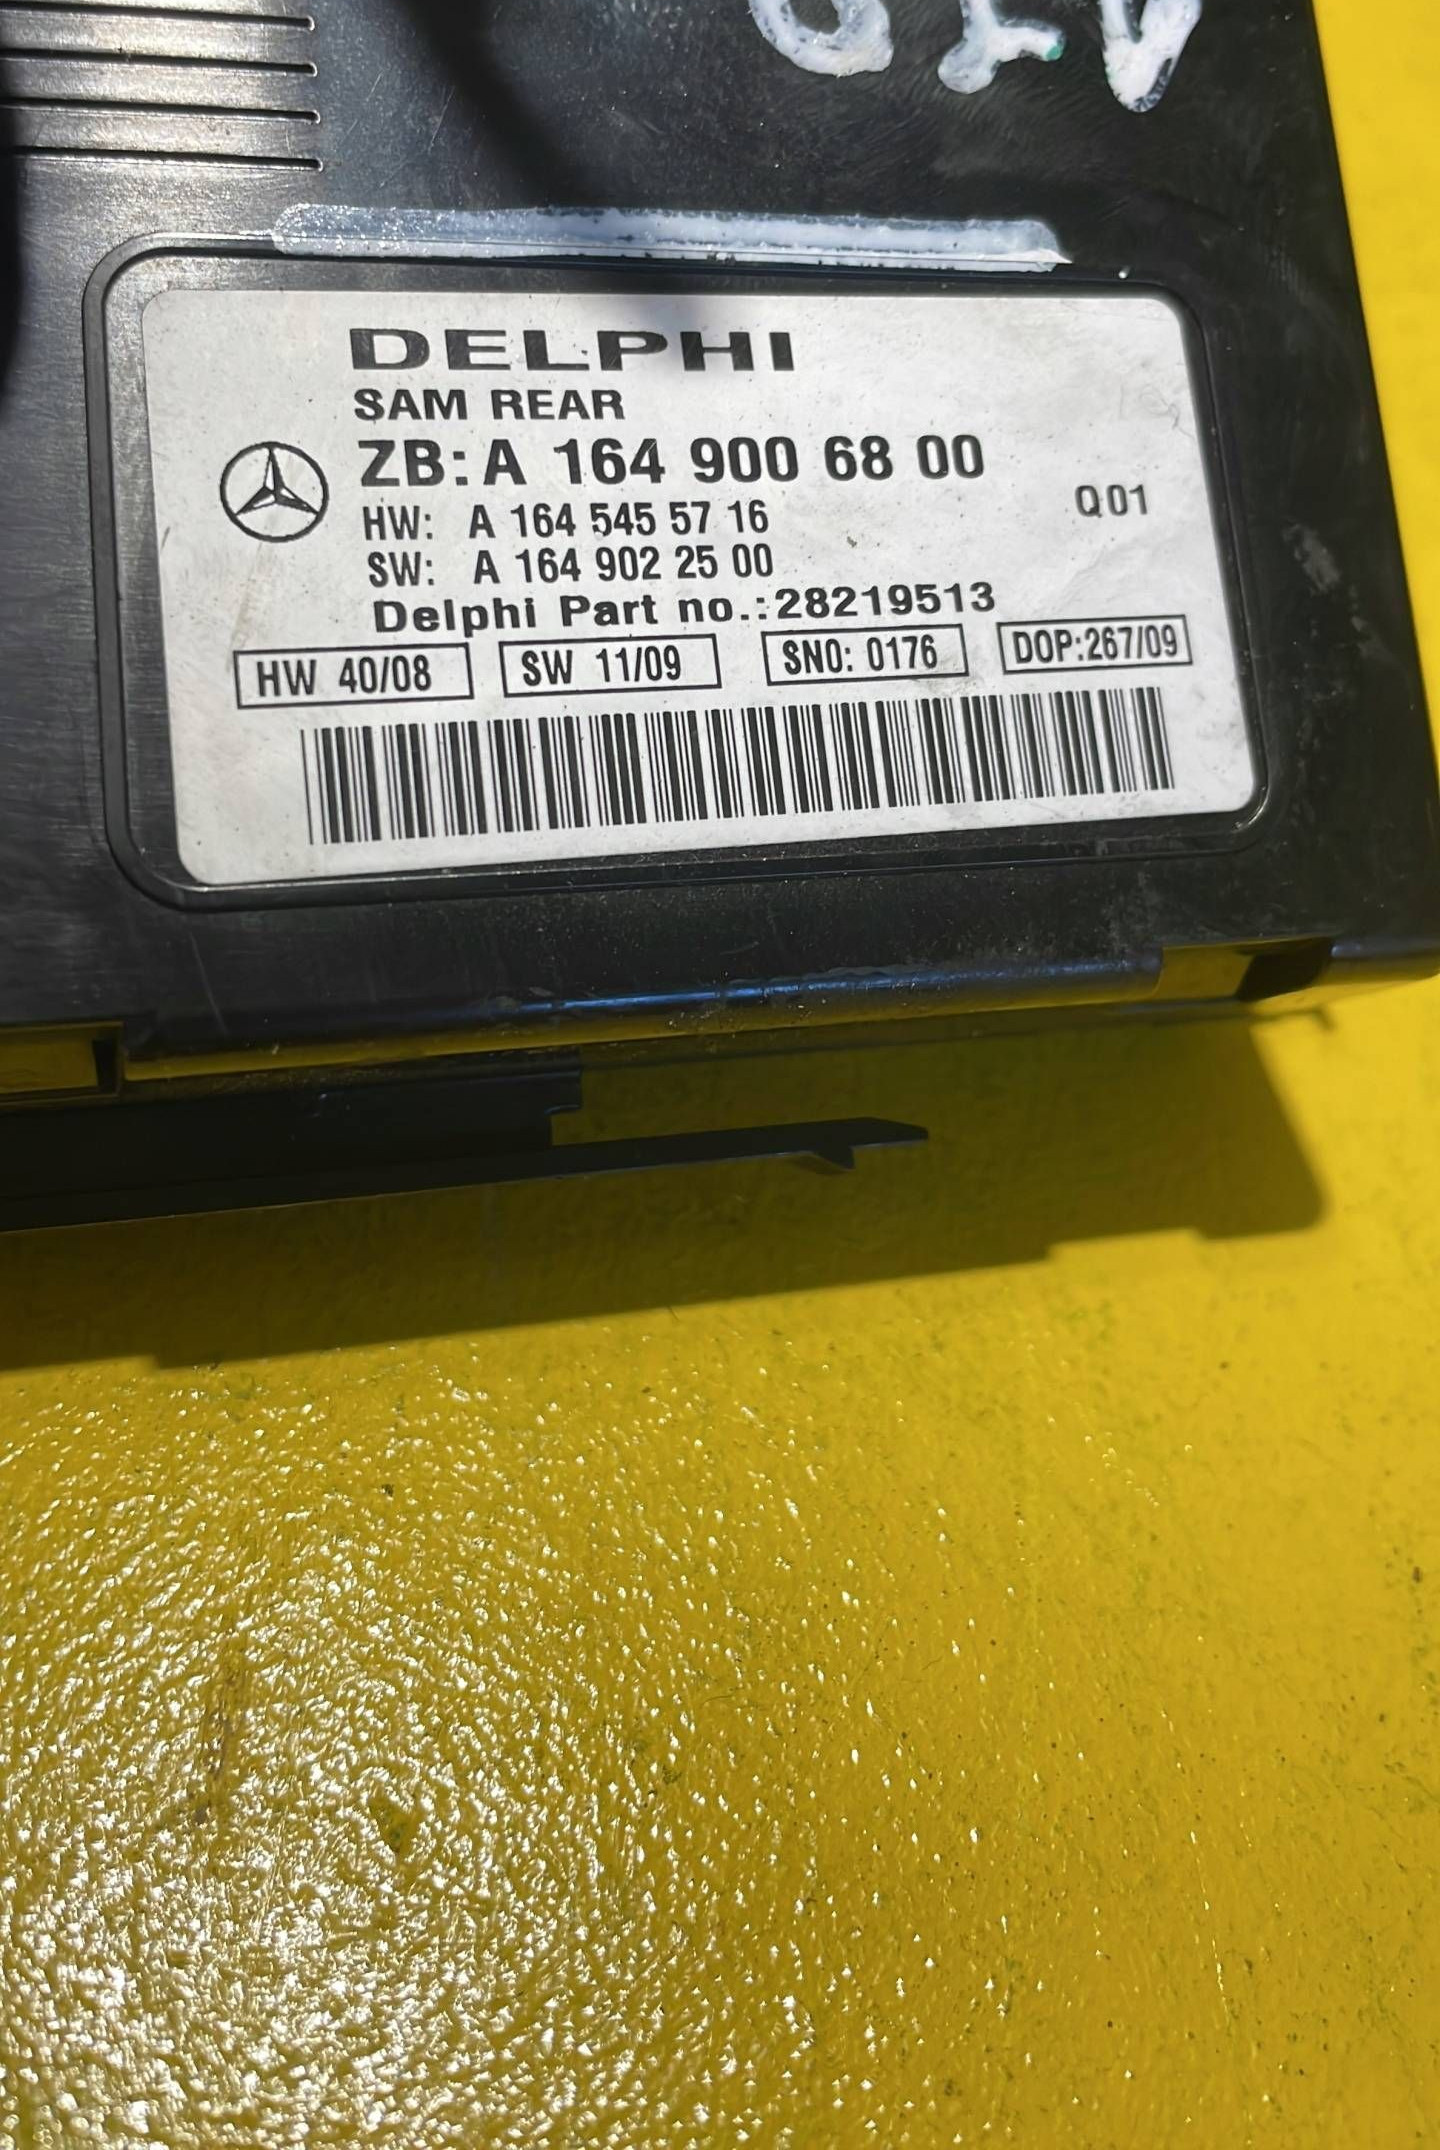 DELPHI
SAM REAR
ZB: A 164 900 68 00
HW: A 164 545 57 16
Q01
SW: A 164 902 25 00
Delphi Part no.:28219513
HW 40/08
SW 11/09
SNO: 0176
DOP:267/09